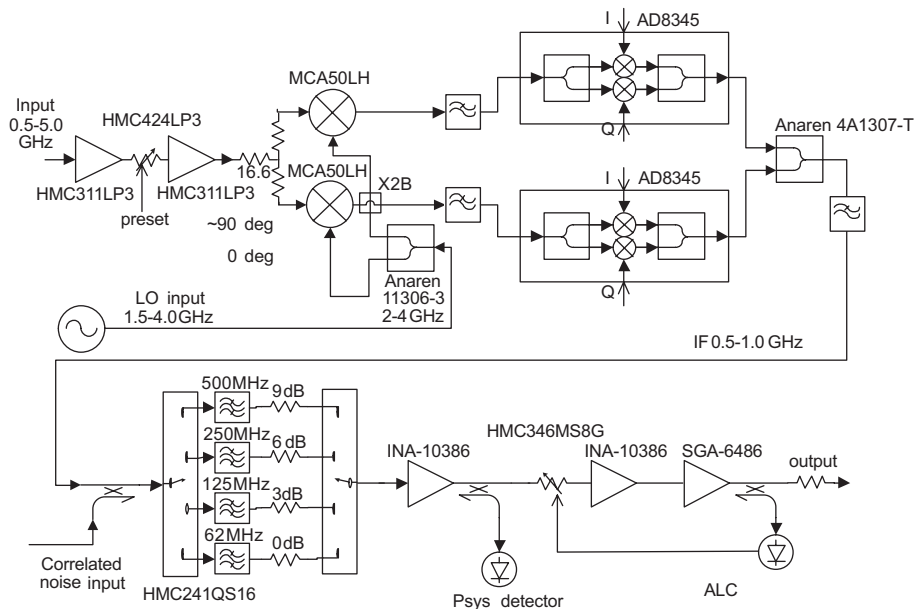 I
AD8345
MCA50LH
Input
0.5-5.0
GHz
HMC424LP3
Q
Anaren 4A1307-T
16.6
MCA50LH
HMC311LP3
HMC311LP3
I
AD8345
X2B
preset
~90 deg
0 deg
Anaren
11306-3
2-4 GHz
Q
LO input
1.5-4.0GHz
IF 0.5-1.0 GHz
500MHz
9dB
250MHz
6dB
INA-10386
HMC346MS8G
INA-10386
SGA-6486
output
125MHz
3dB
62MHz
0dB
Correlated
noise input
HMC241QS16
Psys detector
ALC